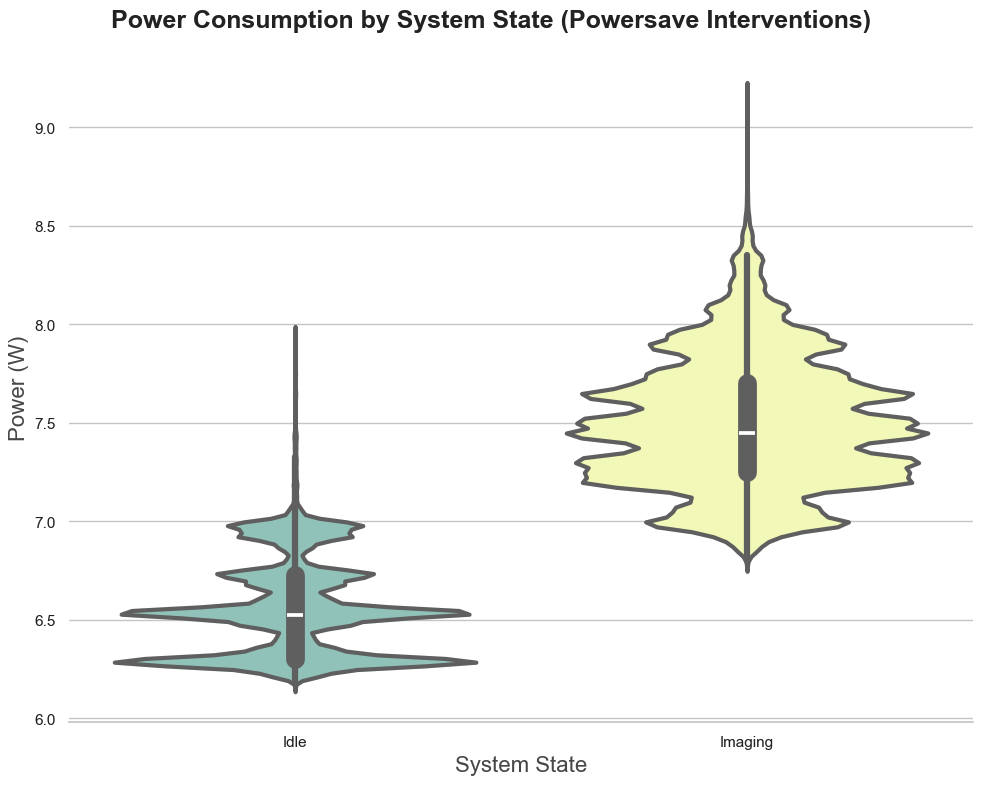 Power Consumption by System State (Powersave Interventions)
9.0
8.5
8.0
7.5
7.0
6.5
6.0
Power (W)
Idle
Imaging
System State